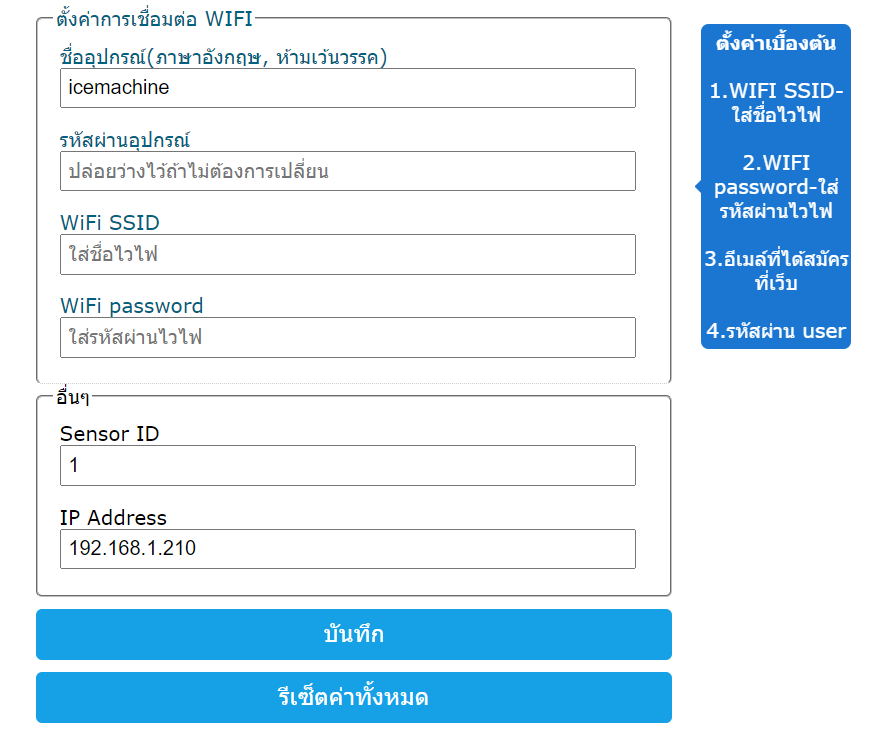 ตั้งค่าการเชื่อมต่อ WIFI
ชื่ออุปกรณ์(ภาษาอังกฤษ, ห้ามเว้นวรรค)
icemachine
รหัสผ่านอุปกรณ์
ปล่อยว่างไว้ถ้าไม่ต้องการเปลี่ยน
WiFi SSID
ใส่ชื่อไวไฟ
WiFi password
ใส่รหัสผ่านไวไฟ
อื่นๆ
Sensor ID
1
IP Address
192.168.1.210
บันทึก
รีเซ็ตค่าทั้งหมด
ตั้งค่าเบื้องต้น
1.WIFI SSID-
ใส่ชื่อไวไฟ
2.WIFI
password-ใส่
รหัสผ่านไวไฟ
3.อีเมล์ที่ได้สมัคร
ที่เว็บ
4.รหัสผ่าน user